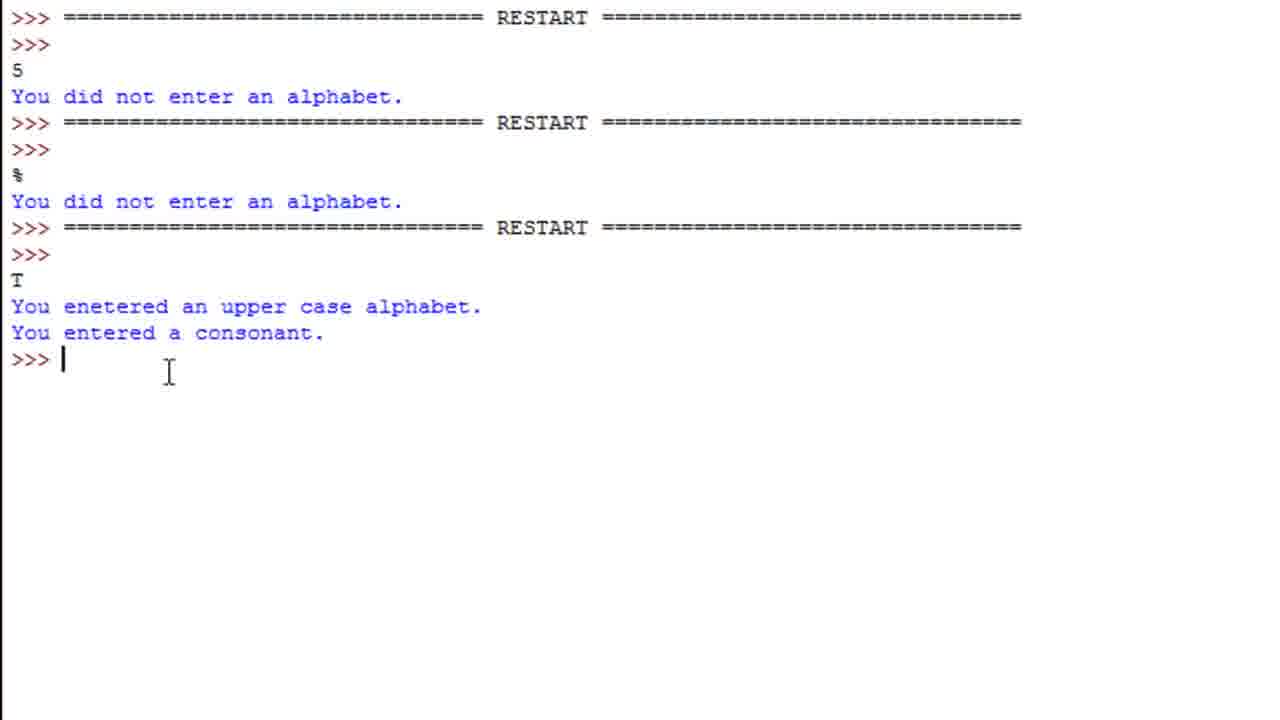 >>> ================================ RESTART ================================
>>>
5
You did not enter an alphabet.
>>> ================================ RESTART ================================
>>>
%
You did not enter an alphabet.
>>> ================================ RESTART ================================
>>>
T
You enetered an upper case alphabet.
You entered a consonant.
>>>